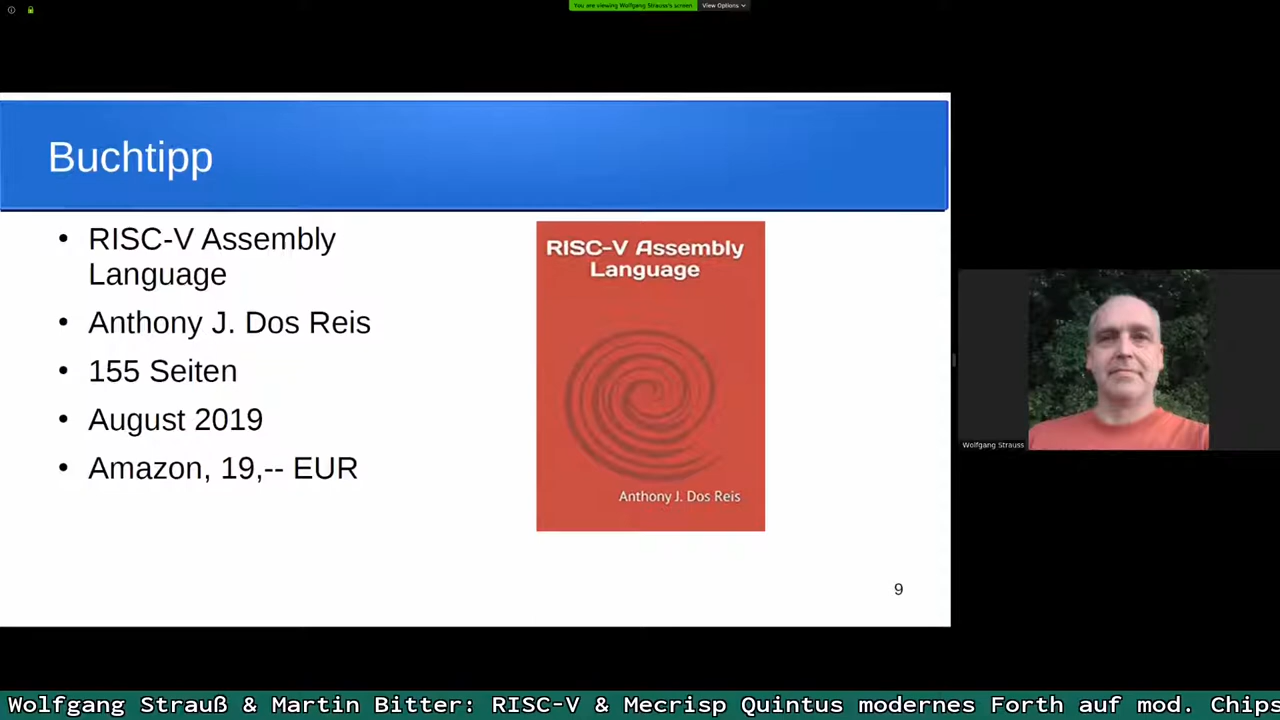 You are viewing Wolfgang Strauss's screen
View Options
Buchtipp
• RISC-V Assembly
Language
• Anthony J. Dos Reis
• 155 Seiten
• August 2019
• Amazon, 19,-- EUR
RISC-V Assembly
Language
Anthony J. Dos Reis
9
Wolfgang Strauss
Wolfgang Strauß & Martin Bitter: RISC-V & Mecrisp Quintus modernes Forth auf mod. Chips